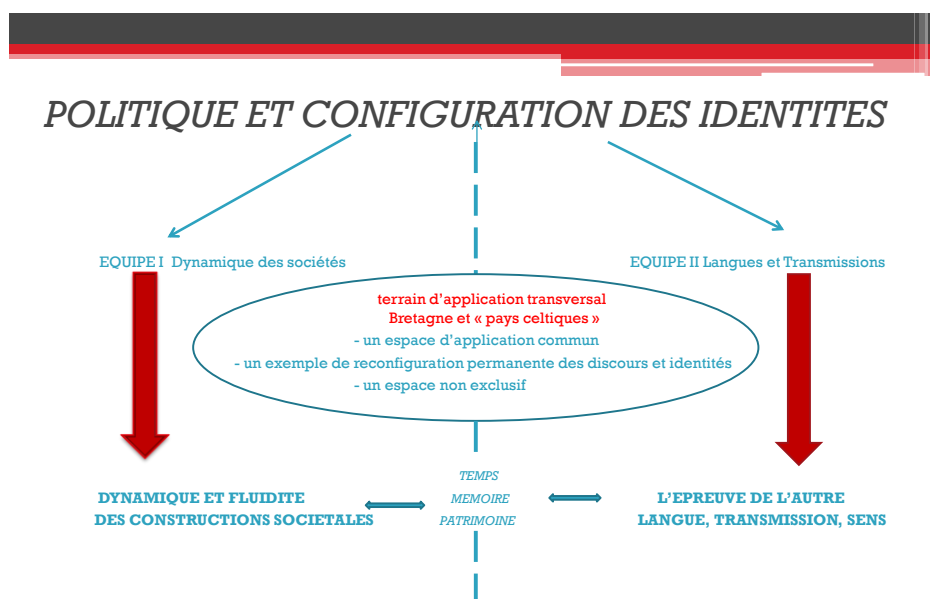 POLITIQUE ET CONFIGURATION DES IDENTITES
EQUIPE I Dynamique des sociétés
EQUIPE II Langues et Transmissions
terrain d’application transversal
Bretagne et « pays celtiques »
- un espace d’application commun
- un exemple de reconfiguration permanente des discours et identités
- un espace non exclusif
DYNAMIQUE ET FLUIDITE
DES CONSTRUCTIONS SOCIETALES
TEMPS
MEMOIRE
PATRIMOINE
L’EPREUVE DE L’AUTRE
LANGUE, TRANSMISSION, SENS